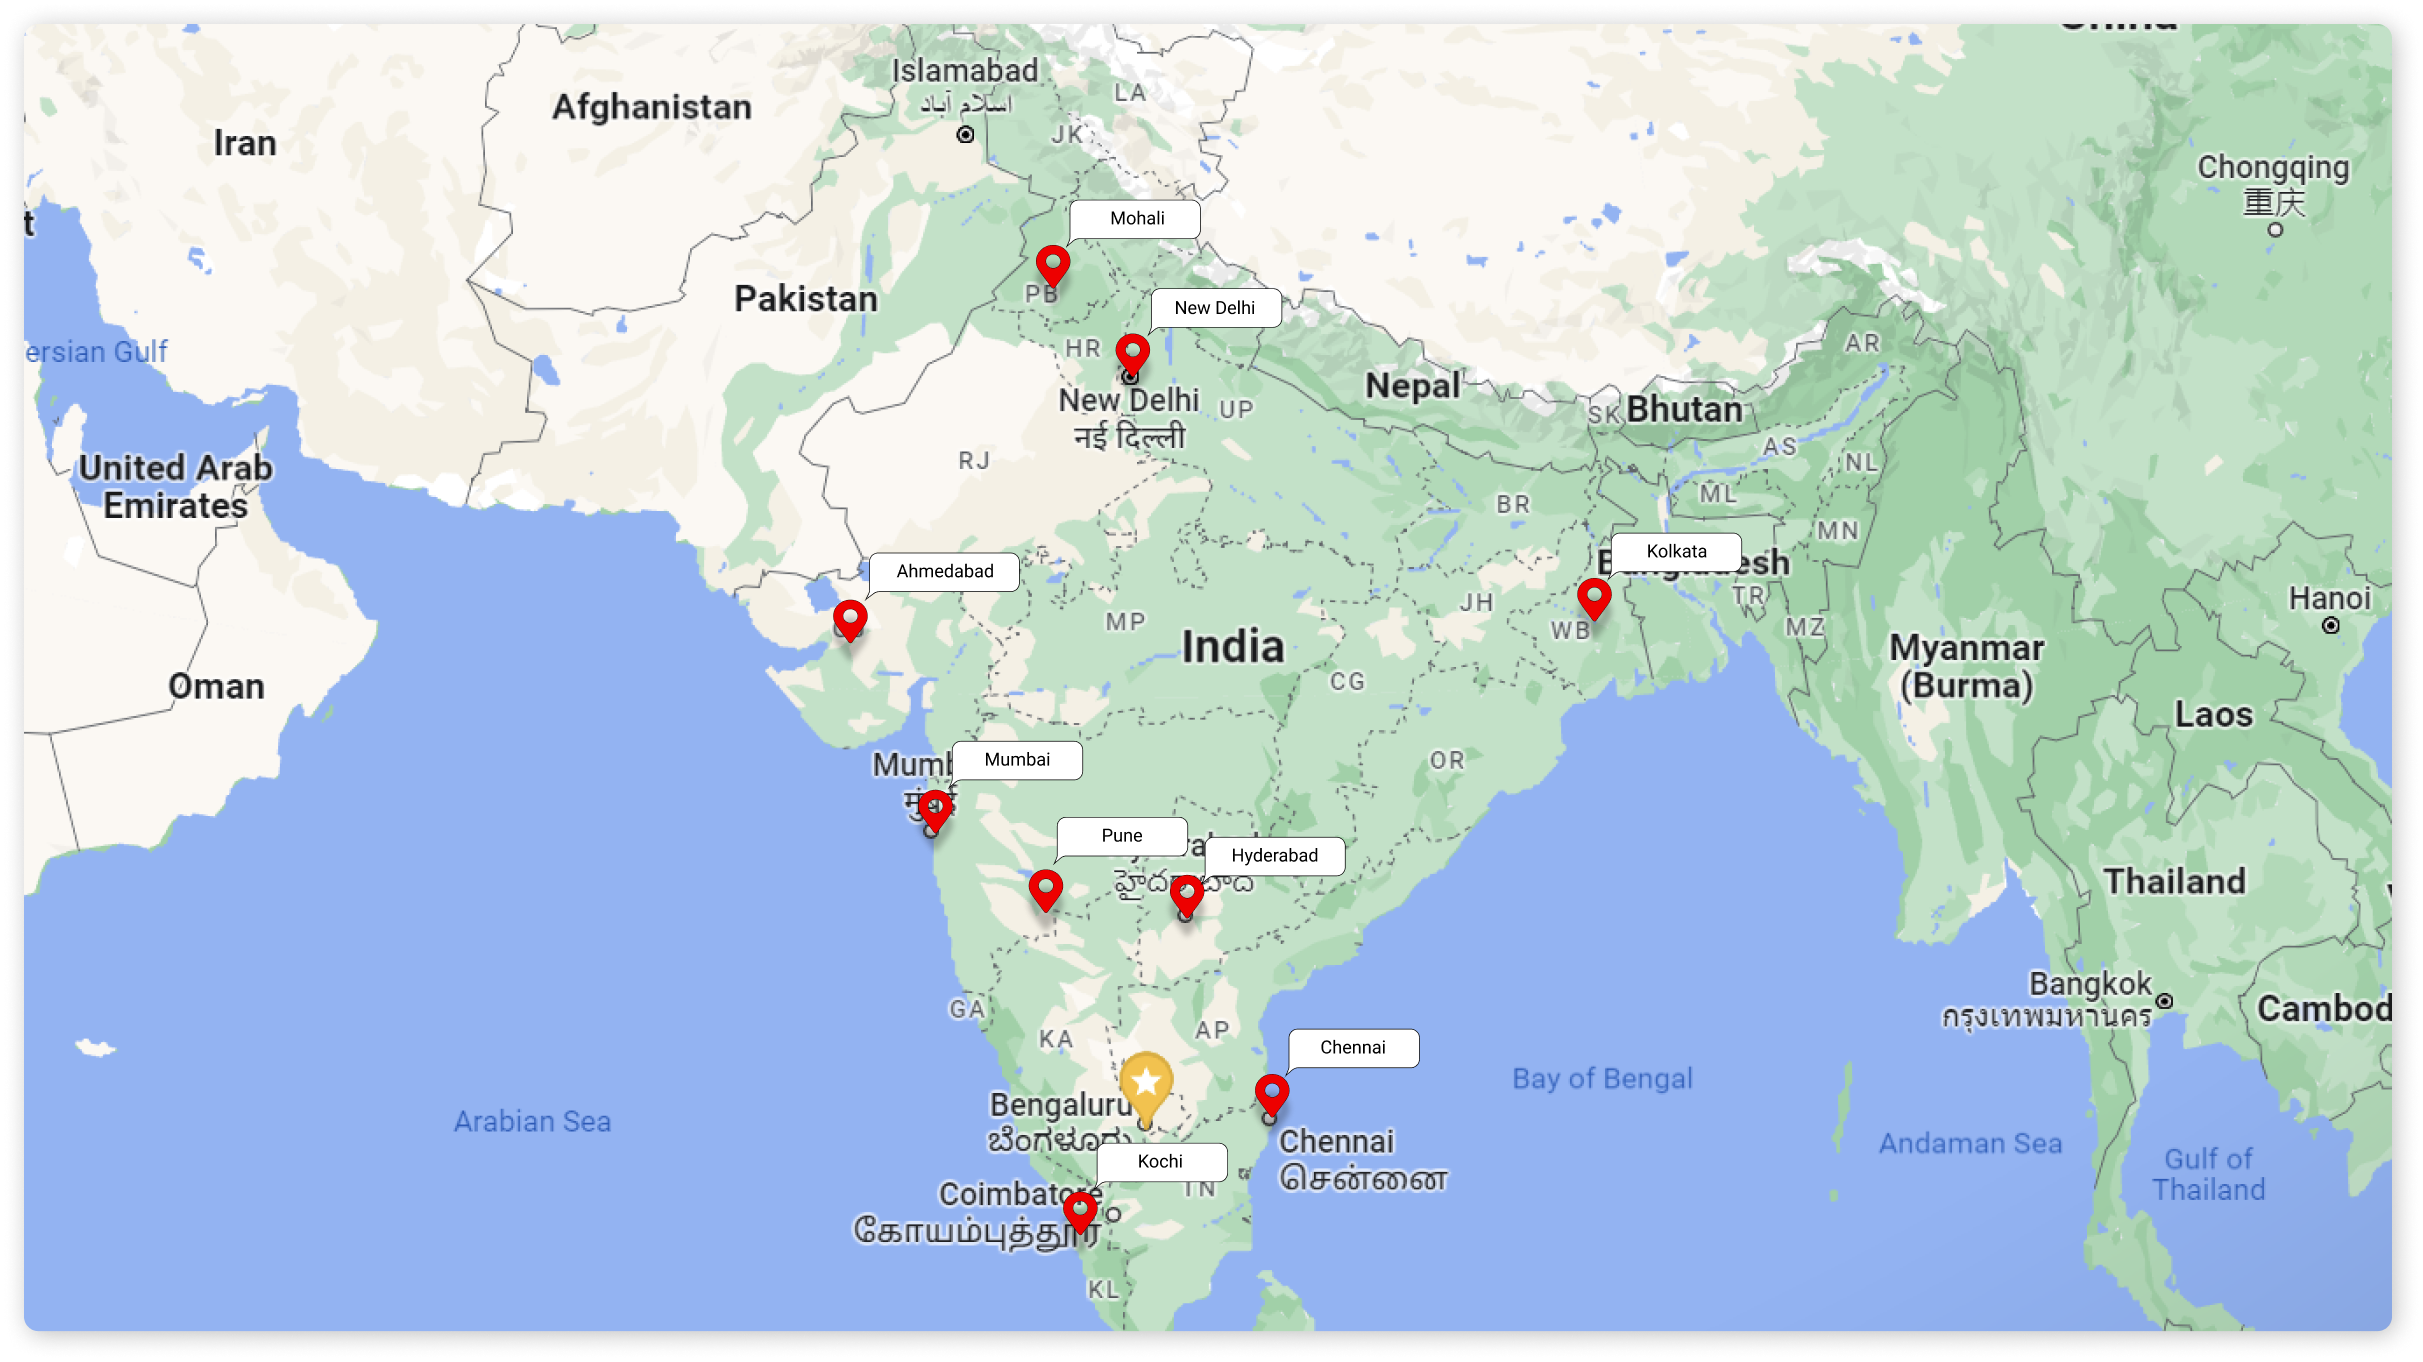 Islamabad
اسلام آباد
LA
Afghanistan
Iran
JK
Chongqing
重庆
Mohali
PB
Pakistan
New Delhi
HR
AR
ersian Gulf
New Delhi
नई दिल्ली
UP
Nepal
SK
Bhutan
AS
NL
RJ
United Arab
Emirates
BR
ML
MN
Ahmedabad
Kolkata
TR
JH
WB
MZ
MP
India
Hanoi
Myanmar
(Burma)
Oman
CG
Laos
Mumbai
OR
Pune
Hyderabad
Thailand
GA
KA
AP
Bangkok
กรุงเทพมหานคร
Cambod
Chennai
Bay of Bengal
Bengaluru
Arabian Sea
Chennai
சென்னை
Andaman Sea
Gulf of
Thailand
Kochi
TN
Coimbatore
கோயம்புத்தூர்
KL